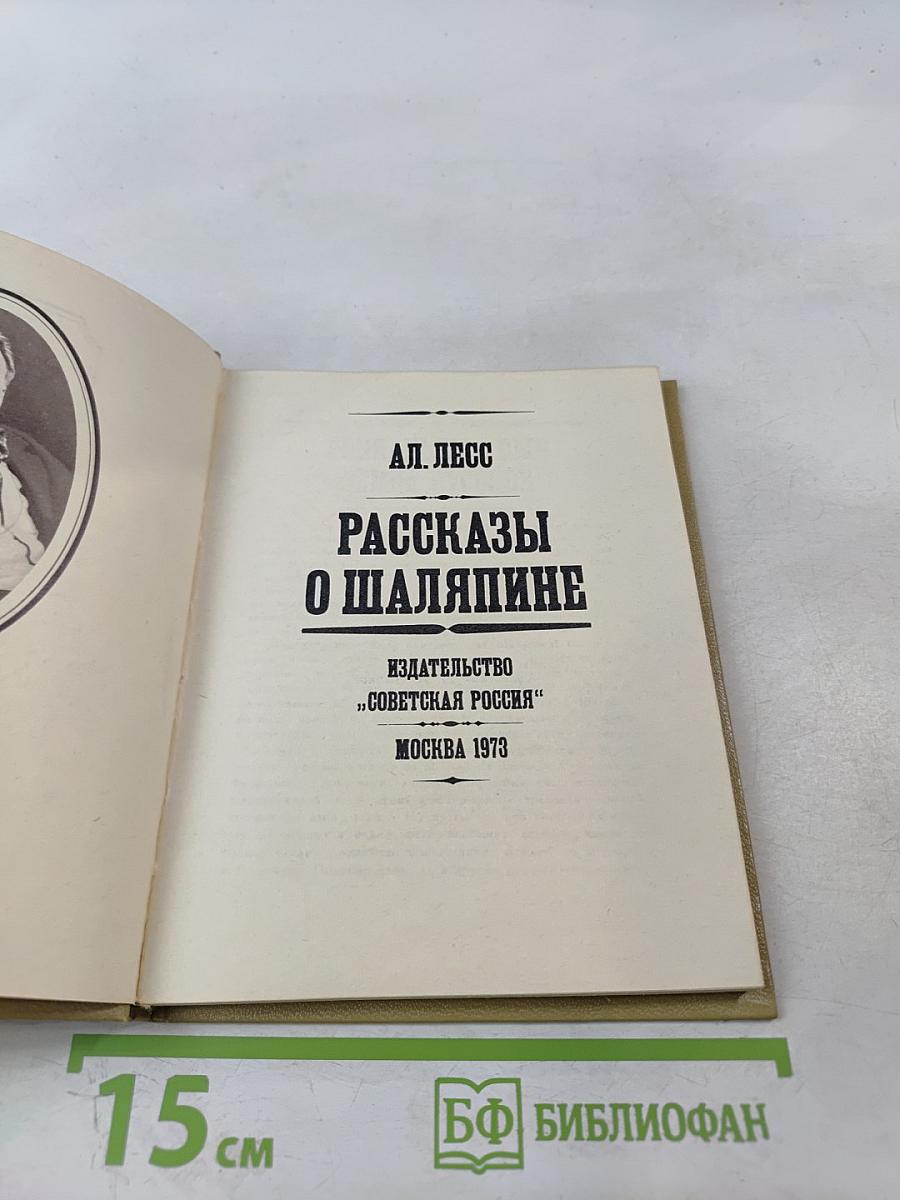 АЛ. ЛЕСС
РАССКАЗЫ
О ШАЛЯПИНЕ
ИЗДАТЕЛЬСТВО
„СОВЕТСКАЯ РОССИЯ“
МОСКВА 1973
15 см
БФ БИБЛИОФАН